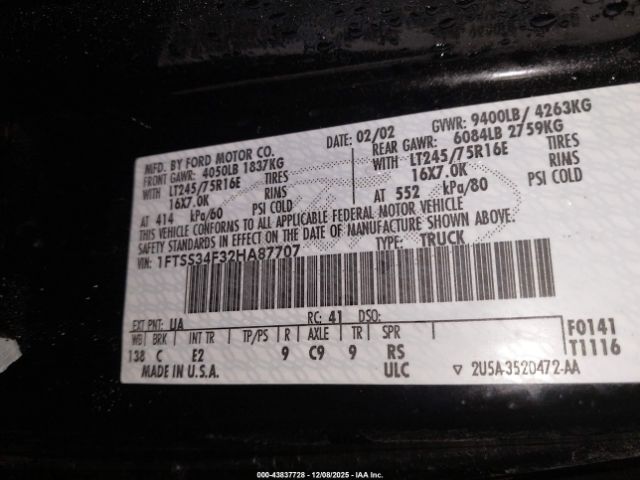 MFD. BY FORD MOTOR CO. DATE: 02/02 GVWR: 9400LB/ 4263KG
FRONT GAWR: 4050LB 1837KG REAR GAWR: 6084LB 2759KG
WITH LT245/75R16E TIRES WITH LT245/75R16E TIRES
16X7.0K RIMS 16X7.0K RIMS
AT 414 kPa/60 PSI COLD AT 552 kPa/80 PSI COLD
THIS VEHICLE CONFORMS TO ALL APPLICABLE FEDERAL MOTOR VEHICLE
SAFETY STANDARDS IN EFFECT ON THE DATE OF MANUFACTURE SHOWN ABOVE.
VIN: 1FTSS34F32HA87707 TYPE: TRUCK
EXT PNT: UA RC: 41 DSO:
WB BRK INT TR TP/PS R AXLE TR SPR F0141
138 C E2 9 C9 9 RS T1116
MADE IN U.S.A. ULC ▽ 2U5A-3520472-AA
000-43837728 - 12/08/2025 - IAA Inc.